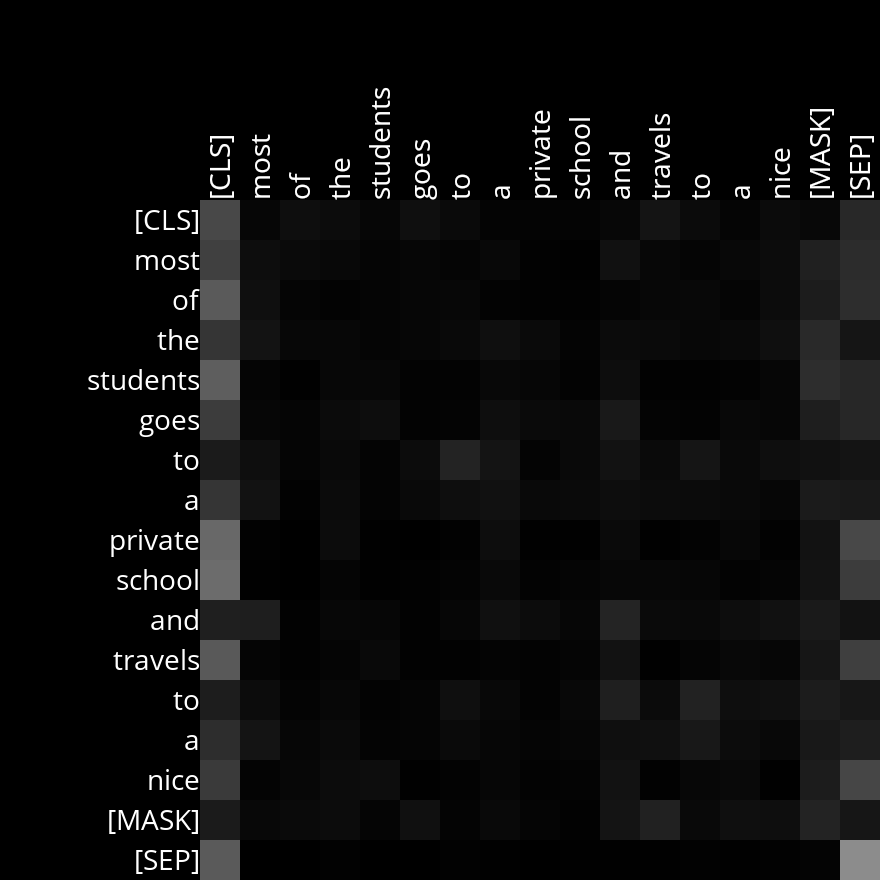 [CLS] most of the students goes to a private school and travels to a nice [MASK] [SEP]
[CLS]
most
of
the
students
goes
to
a
private
school
and
travels
to
a
nice
[MASK]
[SEP]